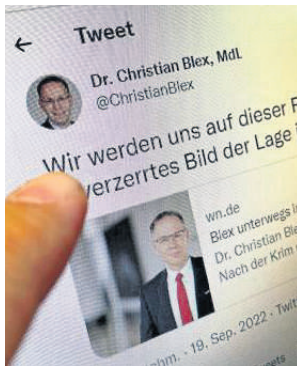 Tweet
Dr. Christian Blex, MdL
@ChristianBlex
Wir werden uns auf dieser
verzerrtes Bild der Lage
wn.de
Blex unterwegs
Dr. Christian
Nach der Krim
19. Sep. 2022 ·